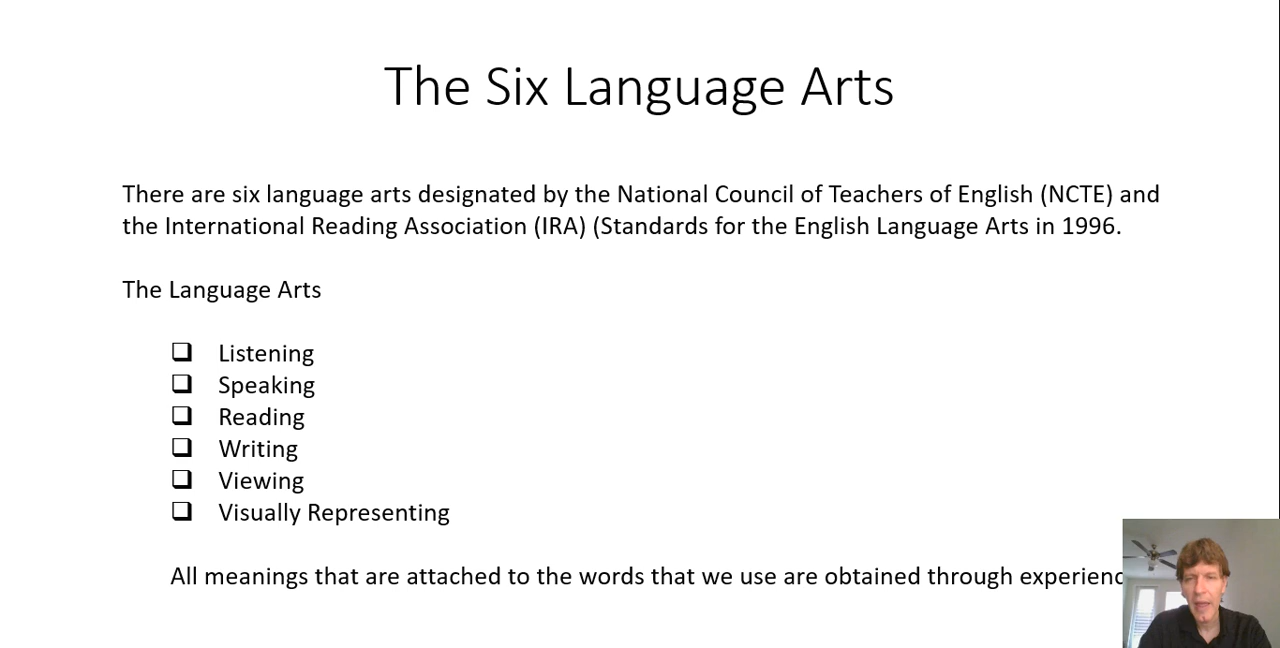 The Six Language Arts
There are six language arts designated by the National Council of Teachers of English (NCTE) and
the International Reading Association (IRA) (Standards for the English Language Arts in 1996.
The Language Arts
Listening
Speaking
Reading
Writing
Viewing
Visually Representing
All meanings that are attached to the words that we use are obtained through